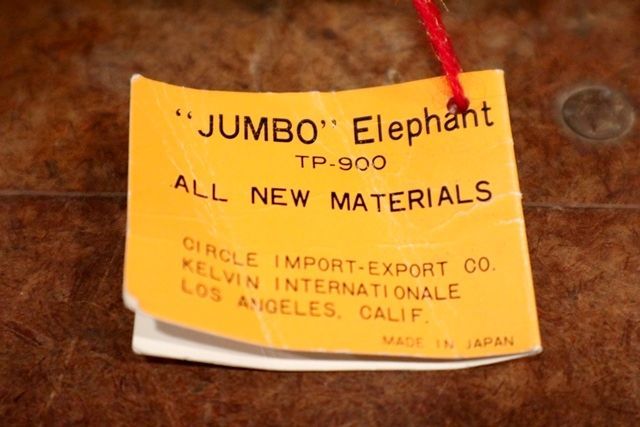 “JUMBO” Elephant
TP-900
ALL NEW MATERIALS
CIRCLE IMPORT-EXPORT CO.
KELVIN INTERNATIONALE
LOS ANGELES. CALIF.
MADE IN JAPAN